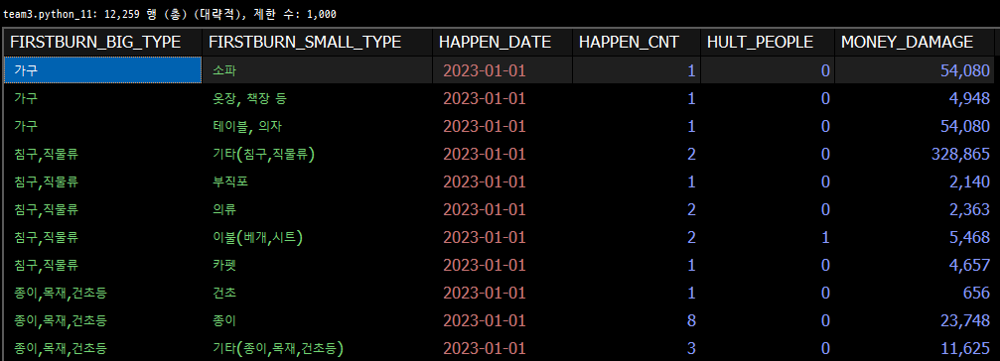 team3.python_11: 12,259 행 (총) (대략적), 제한 수: 1,000
FIRSTBURN_BIG_TYPE FIRSTBURN_SMALL_TYPE HAPPEN_DATE HAPPEN_CNT HULT_PEOPLE MONEY_DAMAGE
가구 소파 2023-01-01 1 0 54,080
가구 옷장, 책장 등 2023-01-01 1 0 4,948
가구 테이블, 의자 2023-01-01 1 0 54,080
침구,직물류 기타(침구,직물류) 2023-01-01 2 0 328,865
침구,직물류 부직포 2023-01-01 1 0 2,140
침구,직물류 의류 2023-01-01 2 0 2,363
침구,직물류 이불(베개,시트) 2023-01-01 2 1 5,468
침구,직물류 카펫 2023-01-01 1 0 4,657
종이,목재,건초등 건초 2023-01-01 1 0 656
종이,목재,건초등 종이 2023-01-01 8 0 23,748
종이,목재,건초등 기타(종이,목재,건초등) 2023-01-01 3 0 11,625